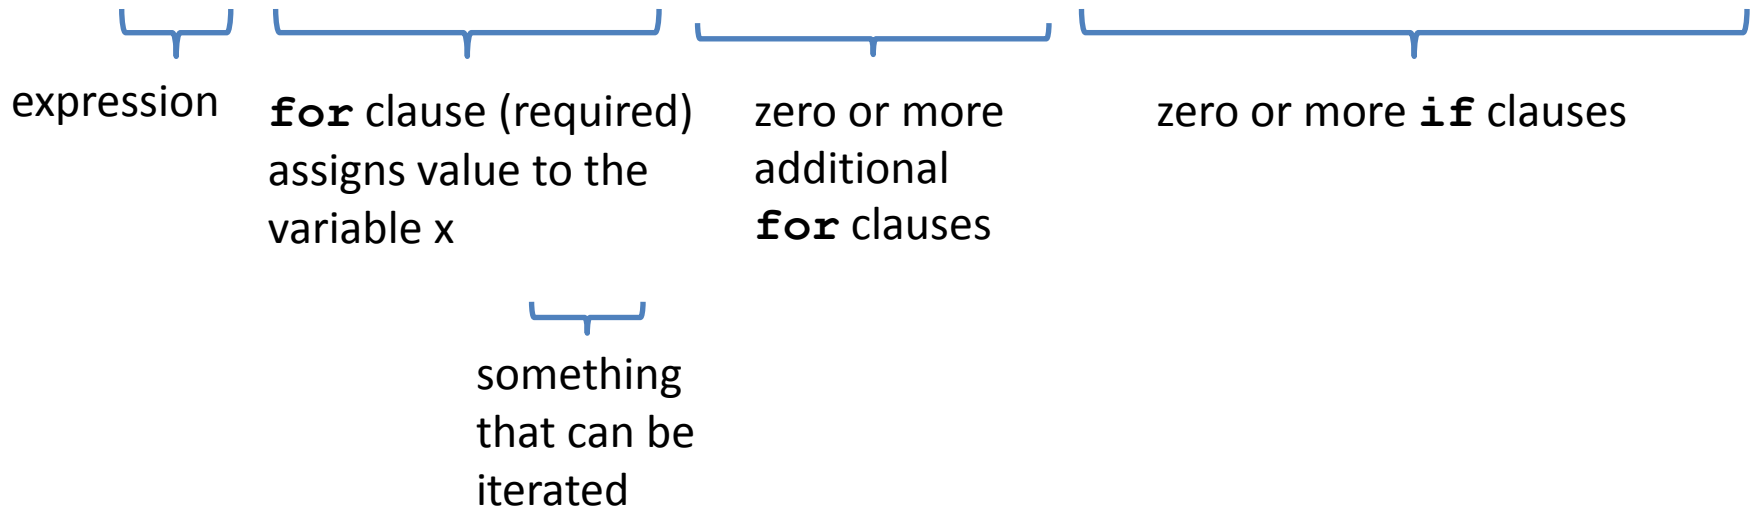 expression
for clause (required)
assigns value to the
variable x
zero or more
additional
for clauses
zero or more if clauses
something
that can be
iterated